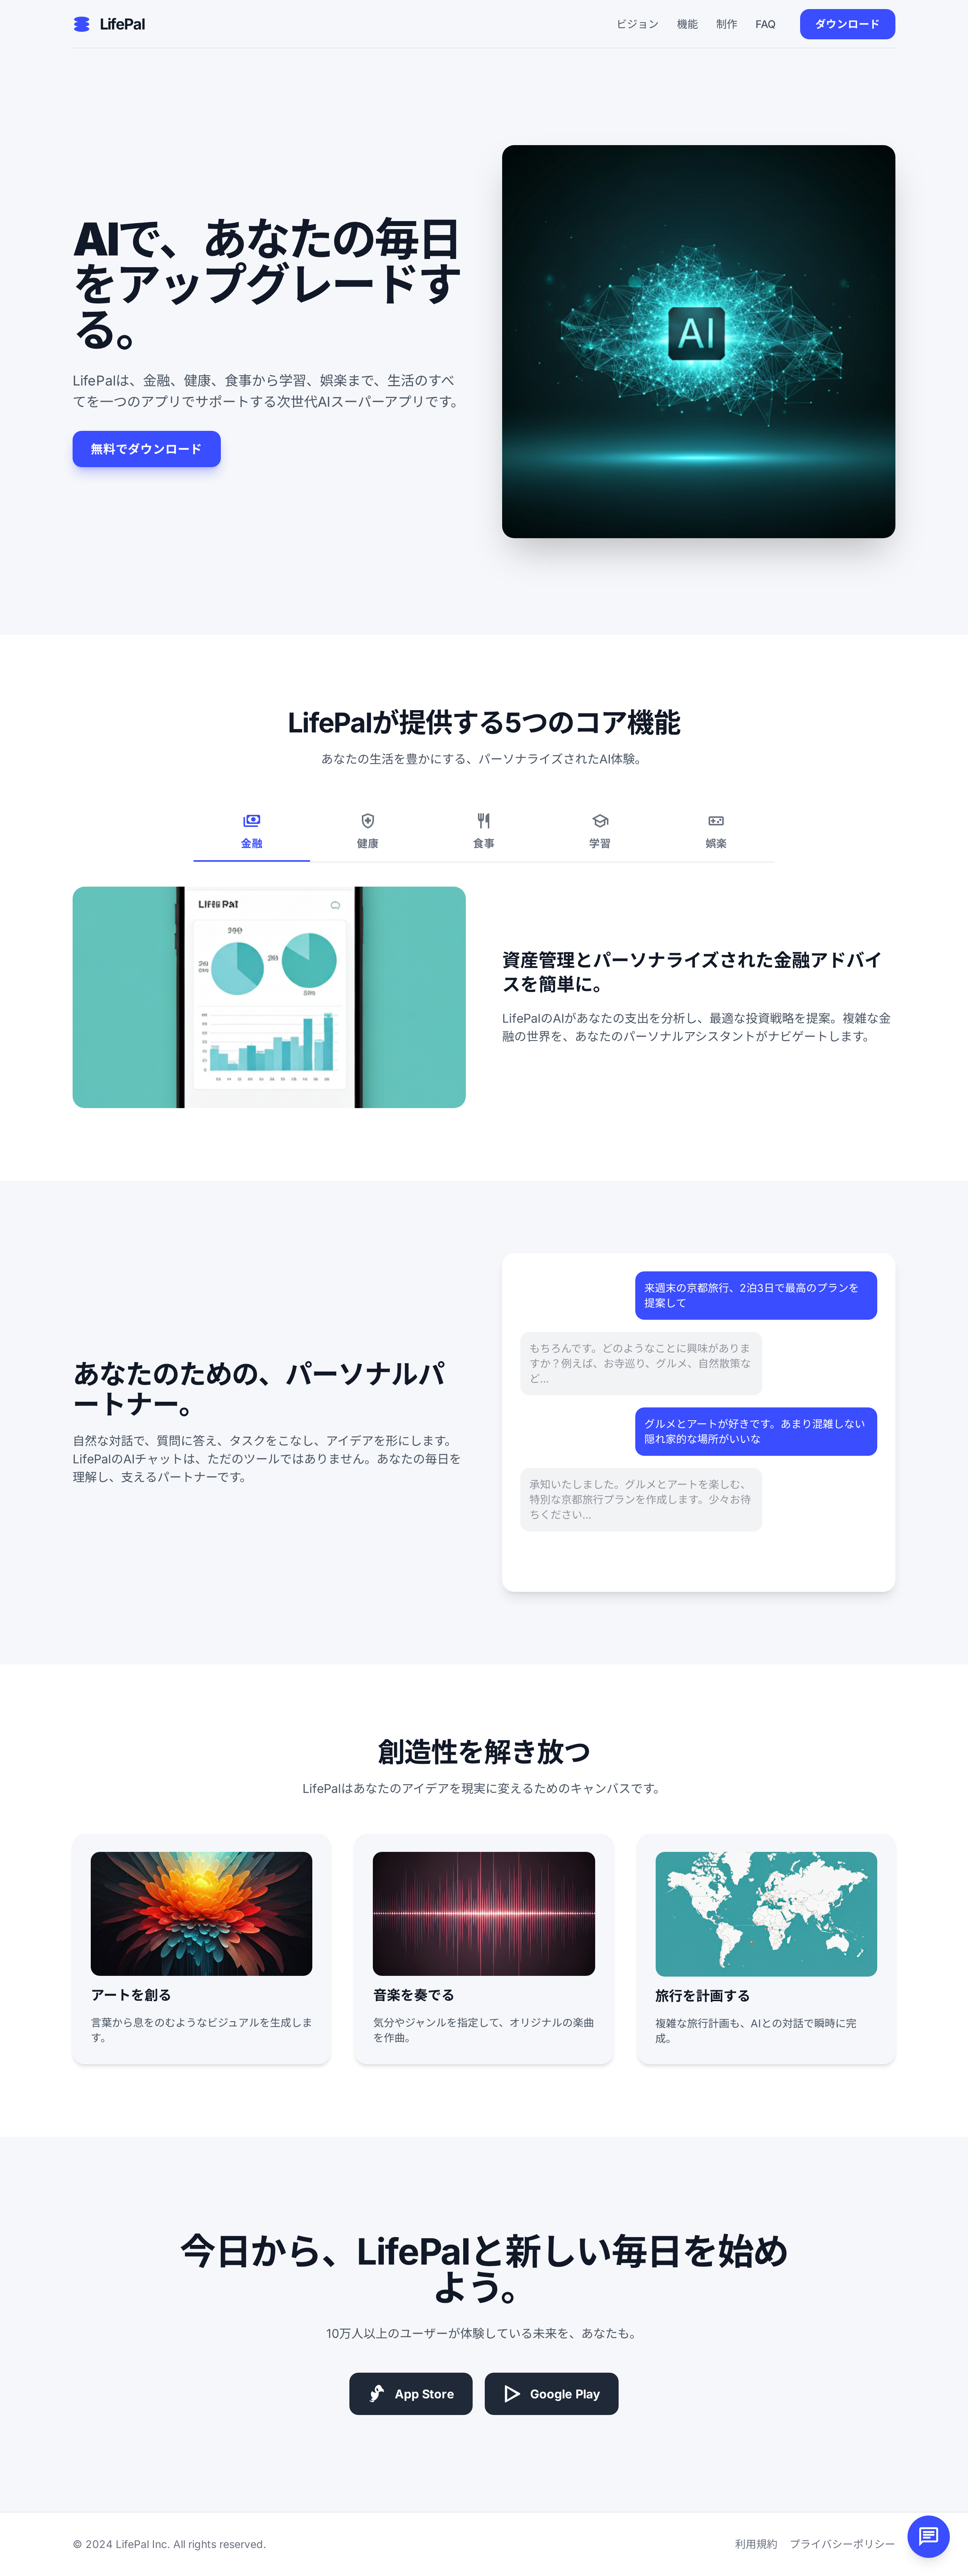 LifePal
ビジョン 機能 制作 FAQ ダウンロード
AIで、あなたの毎日
をアップグレードす
る。
LifePalは、金融、健康、食事から学習、娯楽まで、生活のすべ
てを一つのアプリでサポートする次世代AIスーパーアプリです。
無料でダウンロード
AI
LifePalが提供する5つのコア機能
あなたの生活を豊かにする、パーソナライズされたAI体験。
金融 健康 食事 学習 娯楽
資産管理とパーソナライズされた金融アドバイ
スを簡単に。
LifePalのAIがあなたの支出を分析し、最適な投資戦略を提案。複雑な金
融の世界を、あなたのパーソナルアシスタントがナビゲートします。
あなたのための、パーソナルパ
ートナー。
自然な対話で、質問に答え、タスクをこなし、アイデアを形にします。
LifePalのAIチャットは、ただのツールではありません。あなたの毎日を
理解し、支えるパートナーです。
来週末の京都旅行、2泊3日で最高のプランを
提案して
もちろんです。どのようなことに興味がありま
すか？例えば、お寺巡り、グルメ、自然散策な
ど...
グルメとアートが好きです。あまり混雑しない
隠れ家的な場所がいいな
承知いたしました。グルメとアートを楽しむ、
特別な京都旅行プランを作成します。少々お待
ちください...
創造性を解き放つ
LifePalはあなたのアイデアを現実に変えるためのキャンバスです。
アートを創る
言葉から息をのむようなビジュアルを生成しま
す。
音楽を奏でる
気分やジャンルを指定して、オリジナルの楽曲
を作曲。
旅行を計画する
複雑な旅行計画も、AIとの対話で瞬時に完
成。
今日から、LifePalと新しい毎日を始め
よう。
10万人以上のユーザーが体験している未来を、あなたも。
App Store
Google Play
© 2024 LifePal Inc. All rights reserved.
利用規約 プライバシーポリシー